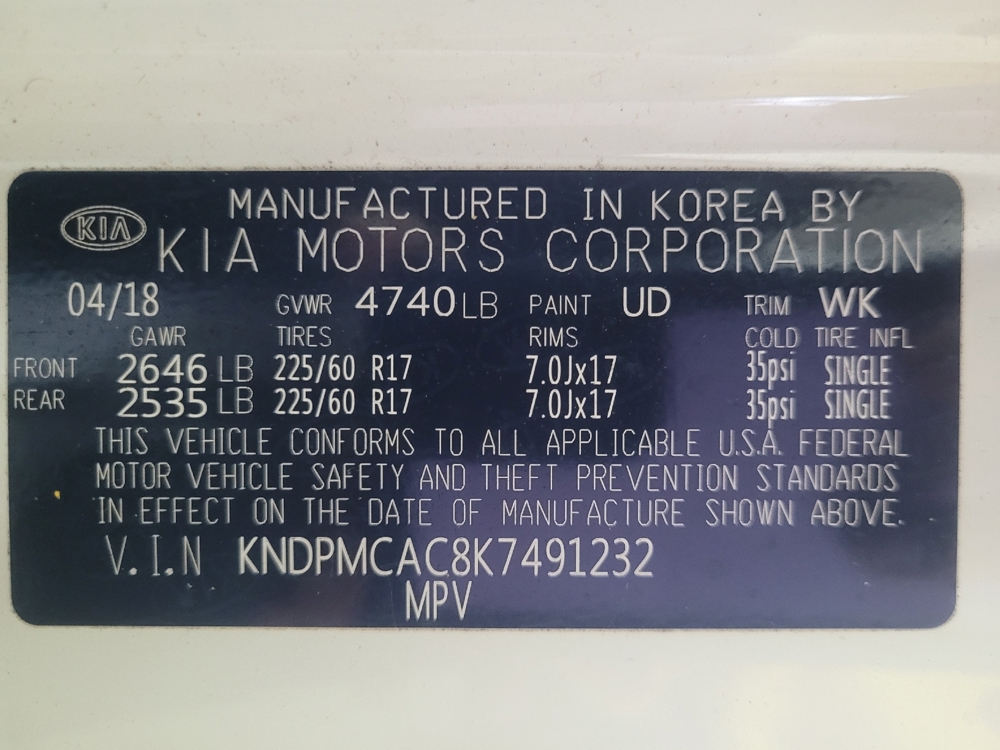 KIA MANUFACTURED IN KOREA BY
KIA MOTORS CORPORATION
04/18 GVWR 4740LB PAINT UD TRIM WK
GAWR TIRES RIMS COLD TIRE INFL
FRONT 2646 LB 225/60 R17 7.0Jx17 35psi SINGLE
REAR 2535 LB 225/60 R17 7.0Jx17 35psi SINGLE
THIS VEHICLE CONFORMS TO ALL APPLICABLE U.S.A. FEDERAL
MOTOR VEHICLE SAFETY AND THEFT PREVENTION STANDARDS
IN EFFECT ON THE DATE OF MANUFACTURE SHOWN ABOVE.
V.I.N KNDPMCAC8K7491232
MPV